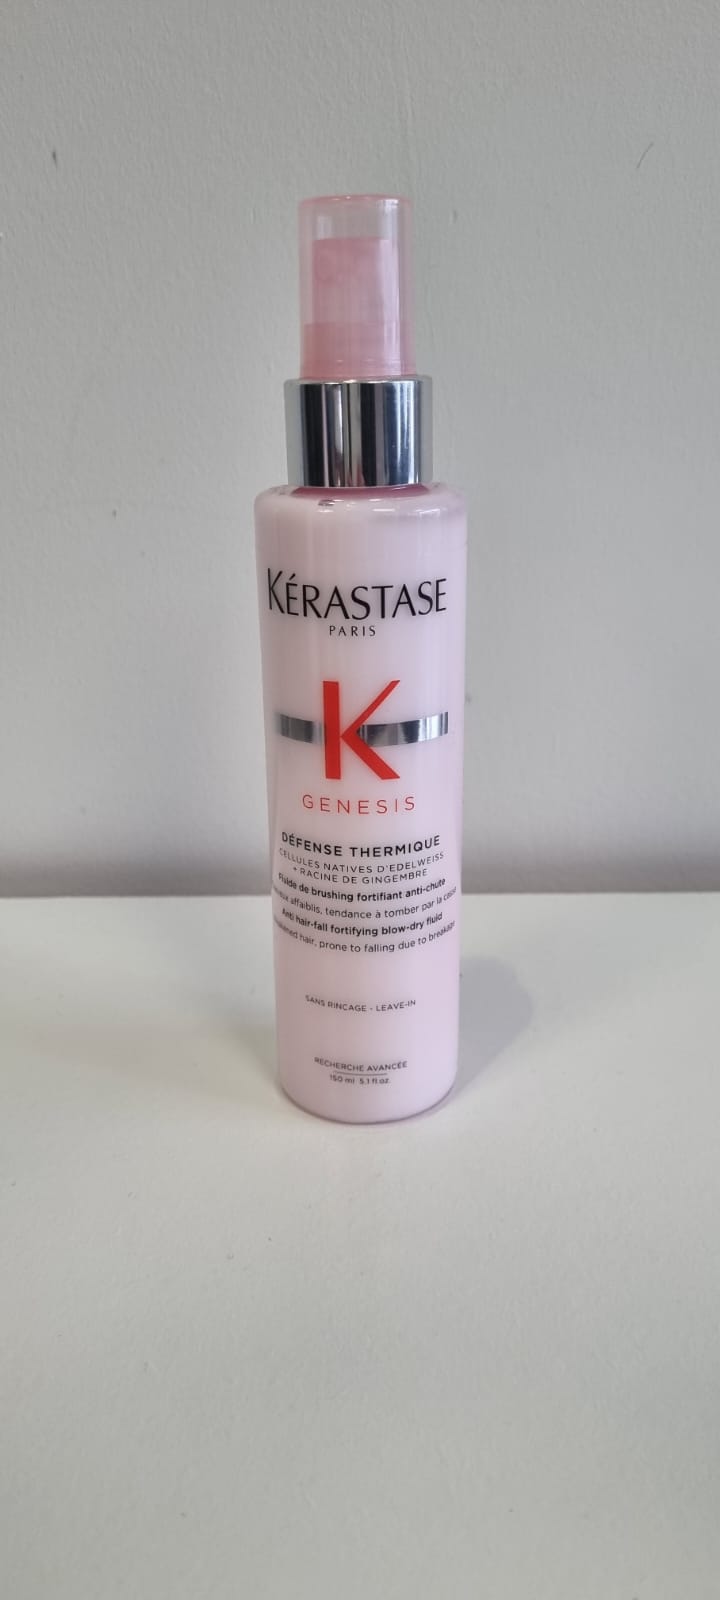 KÉRASTASE
PARIS
K
GENESIS
DÉFENSE THERMIQUE
CELLULES NATIVES D'EDELWEISS
+ RACINE DE GINGEMBRE
Fluide de brushing fortifiant anti-chute
affaiblis, tendance à tomber par la casse
Anti hair-fall fortifying blow-dry fluid
hair, prone to falling due to breakage
SANS RINCAGE - LEAVE-IN
RECHERCHE AVANCÉE
150 ml 5.1 fl.oz.